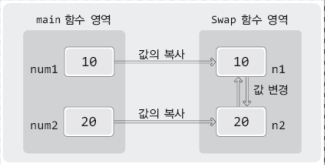 main 함수 영역 Swap 함수 영역
num1 10 값의 복사 10 n1
값 변경
num2 20 값의 복사 20 n2